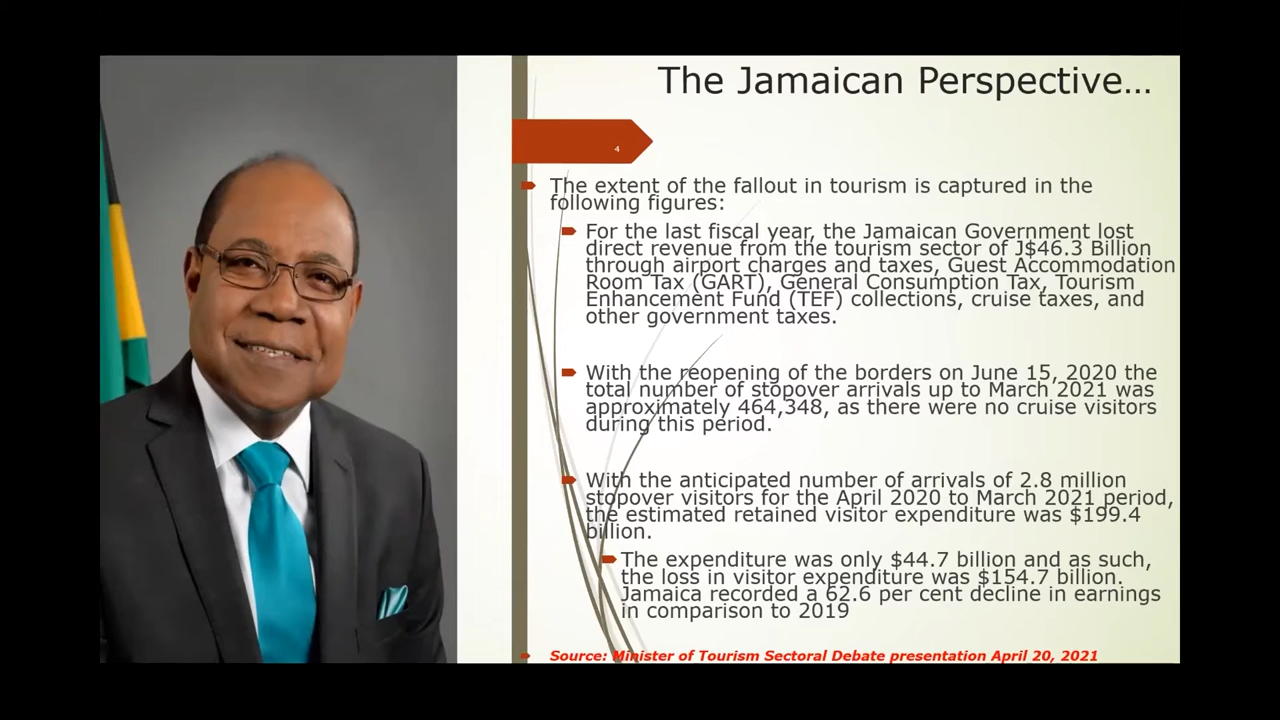 The Jamaican Perspective…
4
The extent of the fallout in tourism is captured in the
following figures:
For the last fiscal year, the Jamaican Government lost
direct revenue from the tourism sector of J$46.3 Billion
through airport charges and taxes, Guest Accommodation
Room Tax (GART), General Consumption Tax, Tourism
Enhancement Fund (TEF) collections, cruise taxes, and
other government taxes.
With the reopening of the borders on June 15, 2020 the
total number of stopover arrivals up to March 2021 was
approximately 464,348, as there were no cruise visitors
during this period.
With the anticipated number of arrivals of 2.8 million
stopover visitors for the April 2020 to March 2021 period,
the estimated retained visitor expenditure was $199.4
billion.
The expenditure was only $44.7 billion and as such,
the loss in visitor expenditure was $154.7 billion.
Jamaica recorded a 62.6 per cent decline in earnings
in comparison to 2019
Source: Minister of Tourism Sectoral Debate presentation April 20, 2021